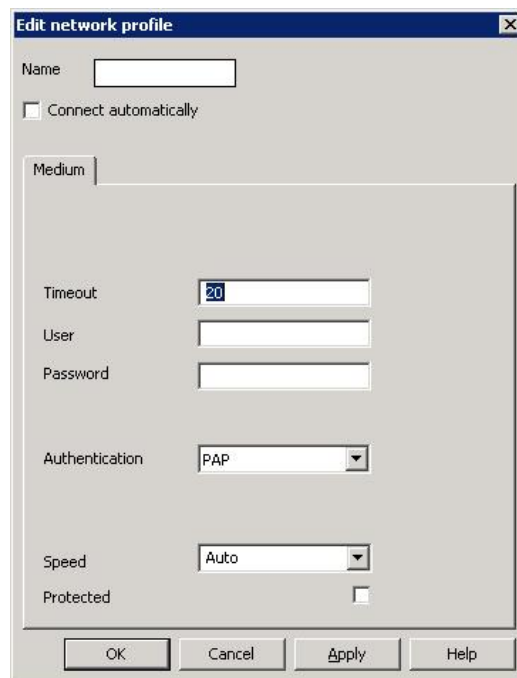 Edit network profile
Name
Connect automatically
Medium
Timeout 20
User
Password
Authentication PAP
Speed Auto
Protected
OK Cancel Apply Help